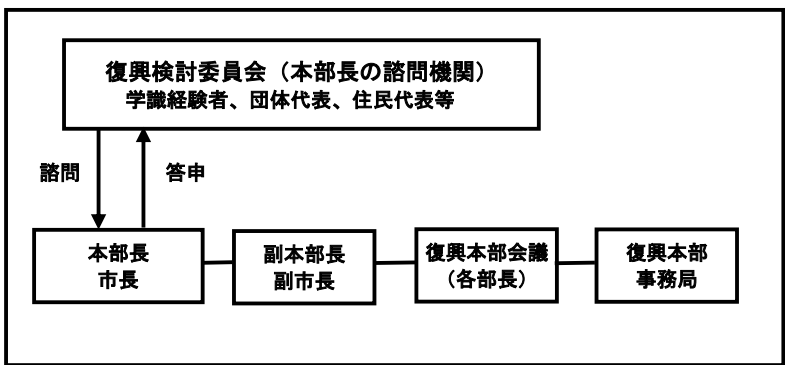 復興検討委員会（本部長の諮問機関）
学識経験者、団体代表、住民代表等
諮問
答申
本部長
市長
副本部長
副市長
復興本部会議
（各部長）
復興本部
事務局